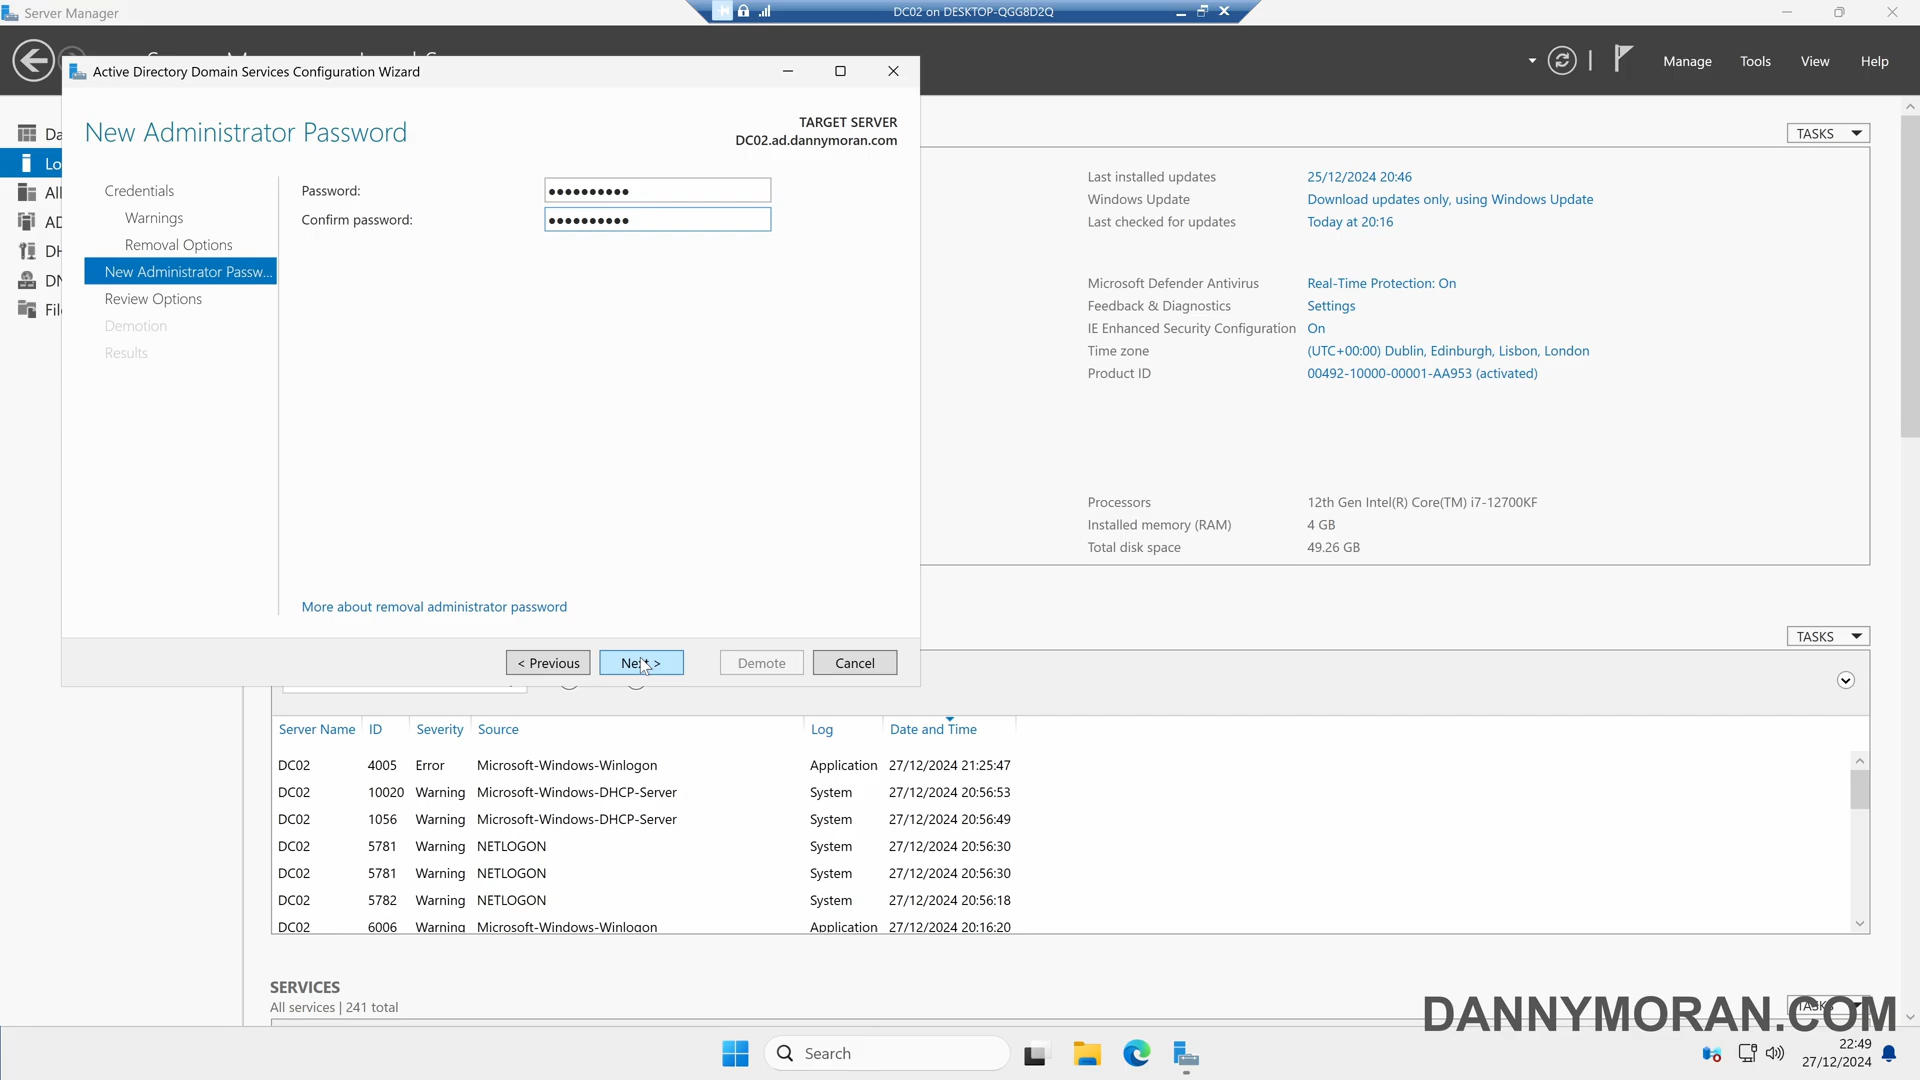 Server Manager
DC02 on DESKTOP-QGG8D2Q
Manage
Tools
View
Help
Active Directory Domain Services Configuration Wizard
New Administrator Password
TARGET SERVER
DC02.ad.dannymoran.com
Credentials
Warnings
Removal Options
New Administrator Passw...
Review Options
Demotion
Results
Password:
••••••••••
Confirm password:
••••••••••
More about removal administrator password
< Previous
Next >
Demote
Cancel
TASKS
Last installed updates 25/12/2024 20:46
Windows Update Download updates only, using Windows Update
Last checked for updates Today at 20:16
Microsoft Defender Antivirus Real-Time Protection: On
Feedback & Diagnostics Settings
IE Enhanced Security Configuration On
Time zone (UTC+00:00) Dublin, Edinburgh, Lisbon, London
Product ID 00492-10000-00001-AA953 (activated)
Processors 12th Gen Intel(R) Core(TM) i7-12700KF
Installed memory (RAM) 4 GB
Total disk space 49.26 GB
TASKS
Server Name ID Severity Source Log Date and Time
DC02 4005 Error Microsoft-Windows-Winlogon Application 27/12/2024 21:25:47
DC02 10020 Warning Microsoft-Windows-DHCP-Server System 27/12/2024 20:56:53
DC02 1056 Warning Microsoft-Windows-DHCP-Server System 27/12/2024 20:56:49
DC02 5781 Warning NETLOGON System 27/12/2024 20:56:30
DC02 5781 Warning NETLOGON System 27/12/2024 20:56:30
DC02 5782 Warning NETLOGON System 27/12/2024 20:56:18
DC02 6006 Warning Microsoft-Windows-Winlogon Application 27/12/2024 20:16:20
SERVICES
All services | 241 total
TASKS
DANNYMORAN.COM
Search
22:49
27/12/2024